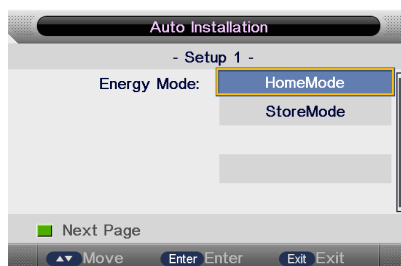 Auto Installation
- Setup 1 -
Energy Mode: HomeMode
StoreMode
Next Page
▲▼ Move Enter Enter Exit Exit